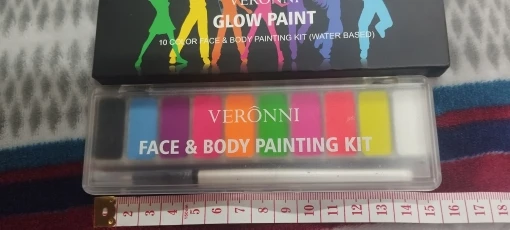 VERONNI
GLOW PAINT
10 COLOR FACE & BODY PAINTING KIT (WATER BASED)
VERÔNNI
FACE & BODY PAINTING KIT
2 3 4 5 6 7 8 9 10 11 12 13 14 15 16 17 18